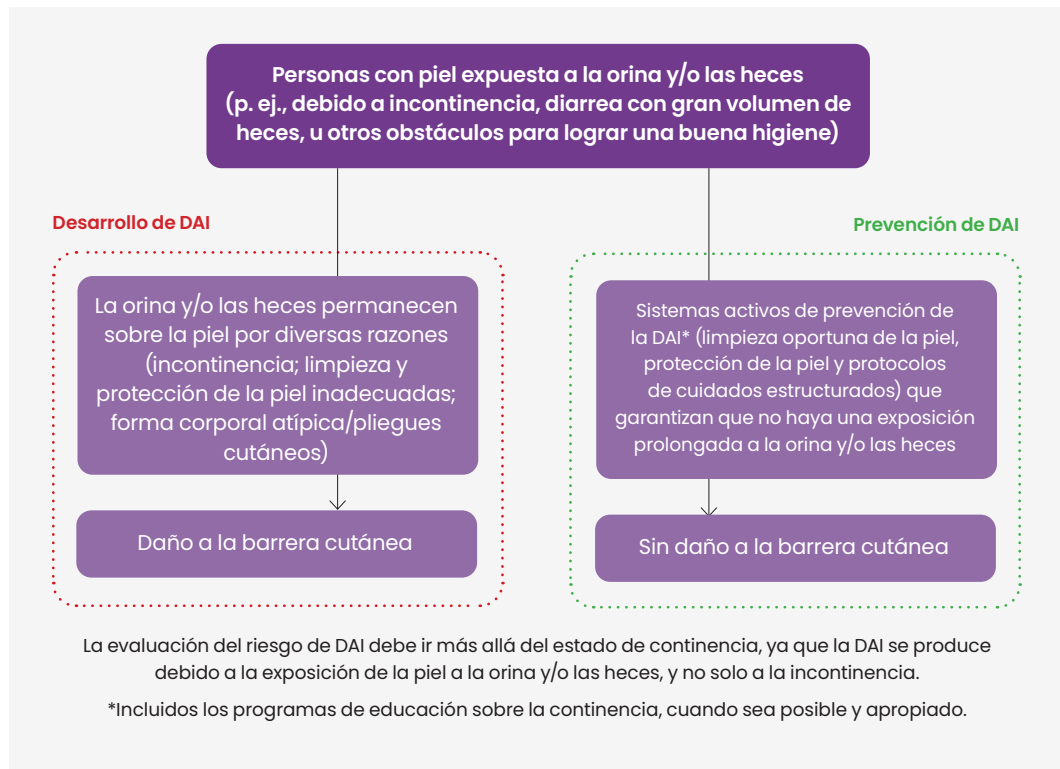 Personas con piel expuesta a la orina y/o las heces
(p. ej., debido a incontinencia, diarrea con gran volumen de
heces, u otros obstáculos para lograr una buena higiene)
Desarrollo de DAI
La orina y/o las heces permanecen
sobre la piel por diversas razones
(incontinencia; limpieza y
protección de la piel inadecuadas;
forma corporal atípica/pliegues
cutáneos)
Daño a la barrera cutánea
Prevención de DAI
Sistemas activos de prevención de
la DAI* (limpieza oportuna de la piel,
protección de la piel y protocolos
de cuidados estructurados) que
garantizan que no haya una exposición
prolongada a la orina y/o las heces
Sin daño a la barrera cutánea
La evaluación del riesgo de DAI debe ir más allá del estado de continencia, ya que la DAI se produce
debido a la exposición de la piel a la orina y/o las heces, y no solo a la incontinencia.
*Incluidos los programas de educación sobre la continencia, cuando sea posible y apropiado.